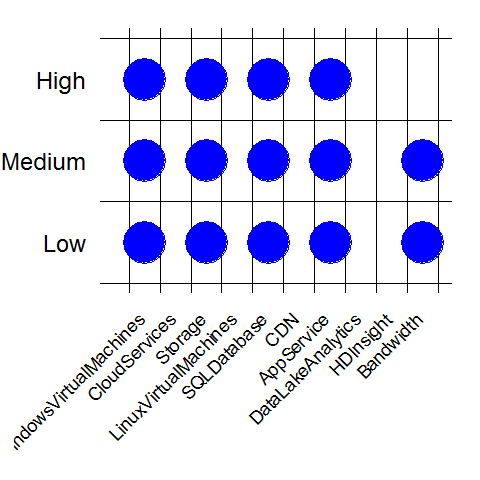 High
Medium
Low
ndowsVirtualMachines
CloudServices
Storage
LinuxVirtualMachines
SQLDatabase
CDN
AppService
DataLakeAnalytics
HDInsight
Bandwidth